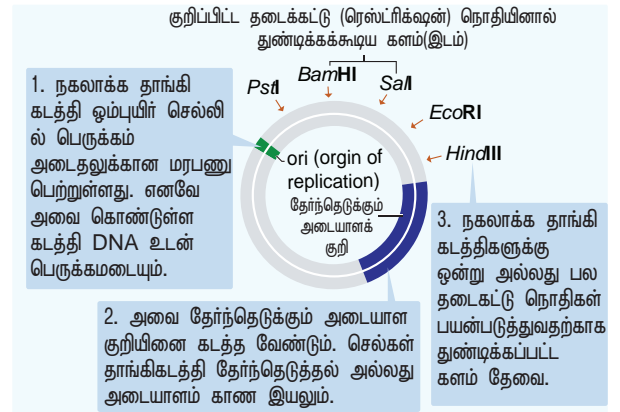 குறிப்பிட்ட தடைக்கட்டு (ரெஸ்ட்ரிக்ஷன்) நொதியினால்
துண்டிக்கக்கூடிய களம்(இடம்)
1. நகலாக்க தாங்கி
கடத்தி ஓம்புயிர் செல்லி
ல் பெருக்கம்
அடைதலுக்கான மரபணு
பெற்றுள்ளது. எனவே
அவை கொண்டுள்ள
கடத்தி DNA உடன்
பெருக்கமடையும்.
PstI
BamHI
SalI
EcoRI
HindIII
ori (orgin of
replication)
தேர்ந்தெடுக்கும்
அடையாளக்
குறி
2. அவை தேர்ந்தெடுக்கும் அடையாள
குறியினை கடத்த வேண்டும். செல்கள்
தாங்கிகடத்தி தேர்ந்தெடுத்தல் அல்லது
அடையாளம் காண இயலும்.
3. நகலாக்க தாங்கி
கடத்திகளுக்கு
ஒன்று அல்லது பல
தடைகட்டு நொதிகள்
பயன்படுத்துவதற்காக
துண்டிக்கப்பட்ட
களம் தேவை.